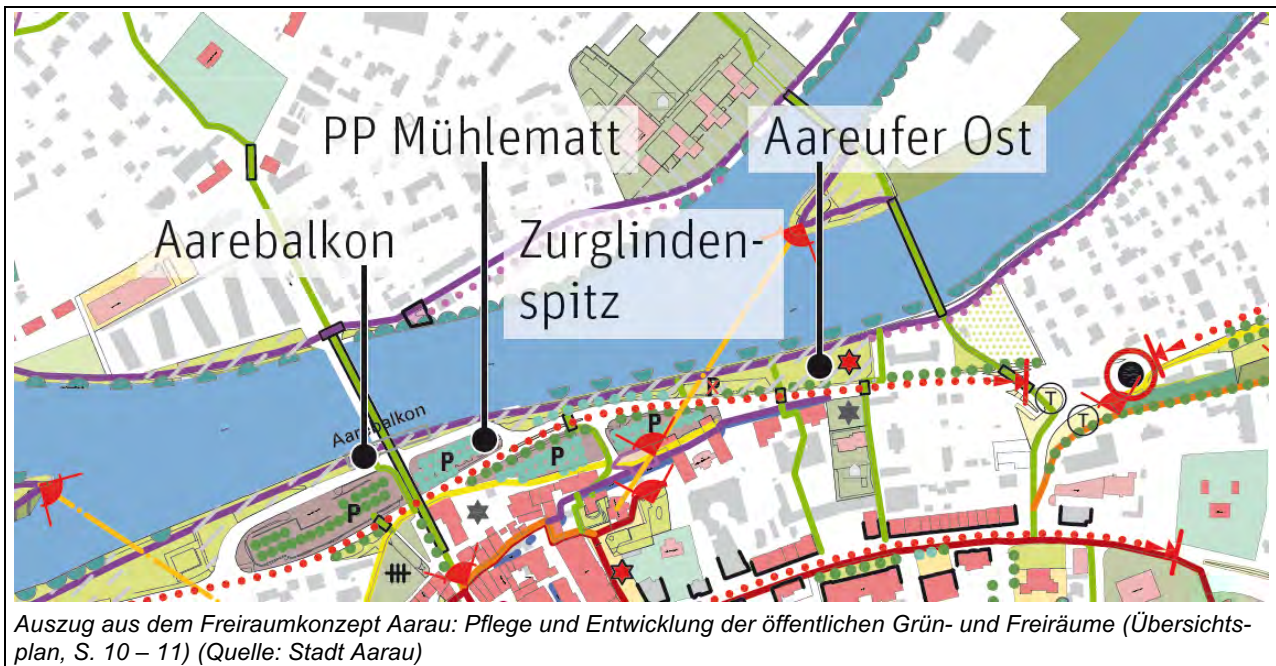 PP Mühlematt
Aareufer Ost
Aarebalkon
Zurglinden-
spitz
Aarebalkon
P
P
P
P
P
T
T
Auszug aus dem Freiraumkonzept Aarau: Pflege und Entwicklung der öffentlichen Grün- und Freiräume (Übersichts-
plan, S. 10 – 11) (Quelle: Stadt Aarau)